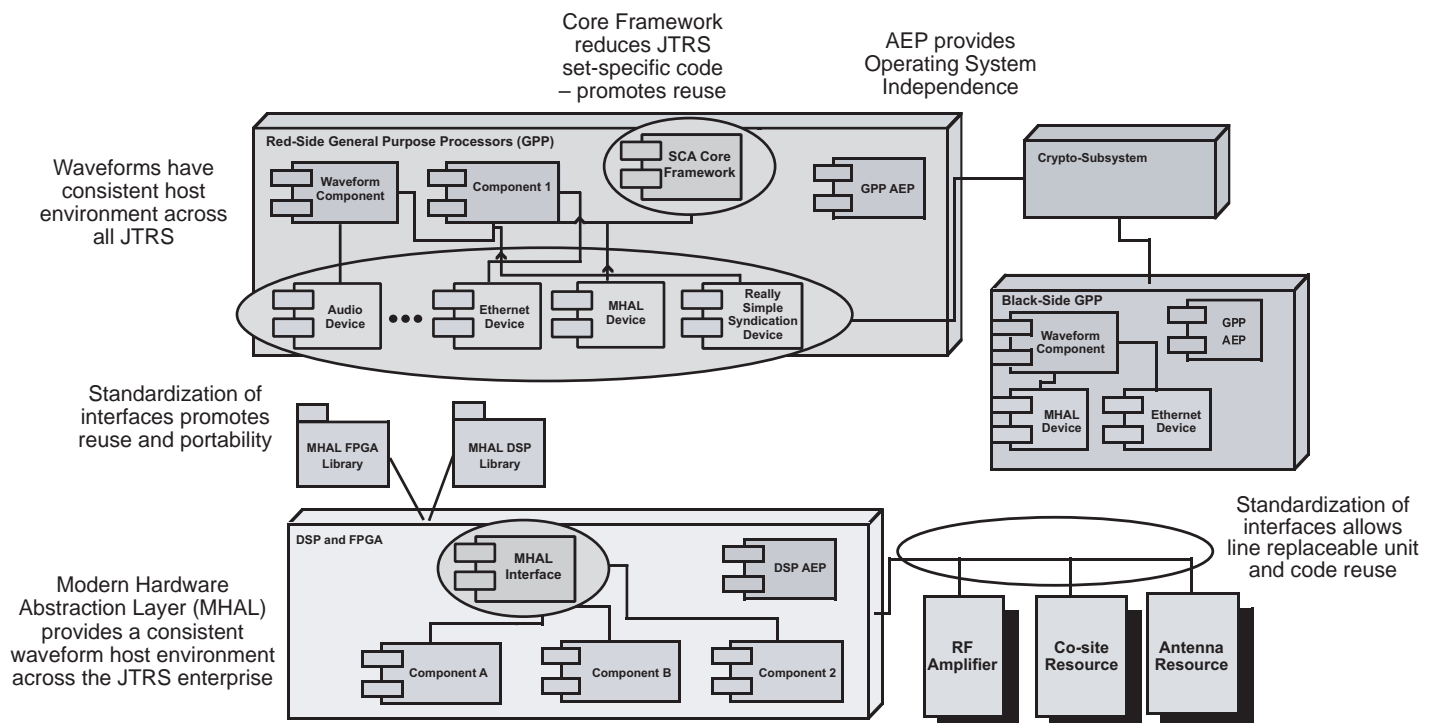 Core Framework
reduces JTRS
set-specific code
– promotes reuse
AEP provides
Operating System
Independence
Waveforms have
consistent host
environment across
all JTRS
Red-Side General Purpose Processors (GPP)
Waveform
Component
Component 1
SCA Core
Framework
GPP AEP
Audio
Device
Ethernet
Device
MHAL
Device
Really
Simple
Syndication
Device
Crypto-Subsystem
Black-Side GPP
Waveform
Component
GPP
AEP
MHAL
Device
Ethernet
Device
Standardization of
interfaces promotes
reuse and portability
MHAL FPGA
Library
MHAL DSP
Library
DSP and FPGA
MHAL
Interface
DSP AEP
Component A
Component B
Component 2
Modern Hardware
Abstraction Layer (MHAL)
provides a consistent
waveform host environment
across the JTRS enterprise
Standardization of
interfaces allows
line replaceable unit
and code reuse
RF
Amplifier
Co-site
Resource
Antenna
Resource